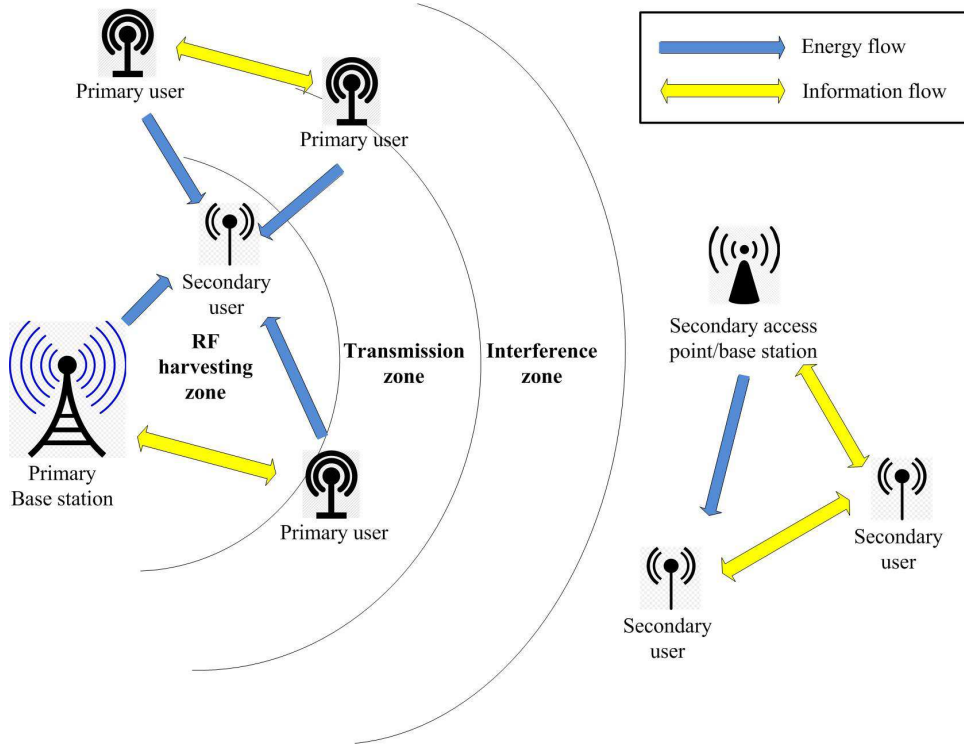 Energy flow
Information flow
Primary user
Primary user
Secondary
user
RF
harvesting
zone
Transmission
zone
Interference
zone
Primary
Base station
Primary user
Secondary access
point/base station
Secondary
user
Secondary
user